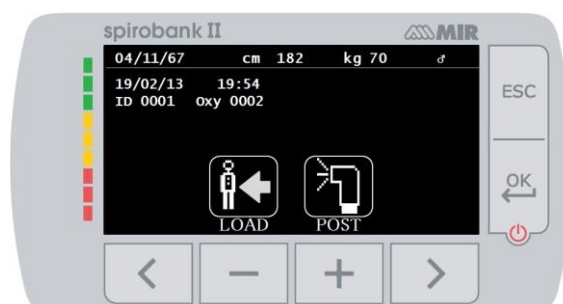 spirobank II MIR
04/11/67 cm 182 kg 70 ♂
19/02/13 19:54
ID 0001 Oxy 0002
LOAD POST
ESC
OK